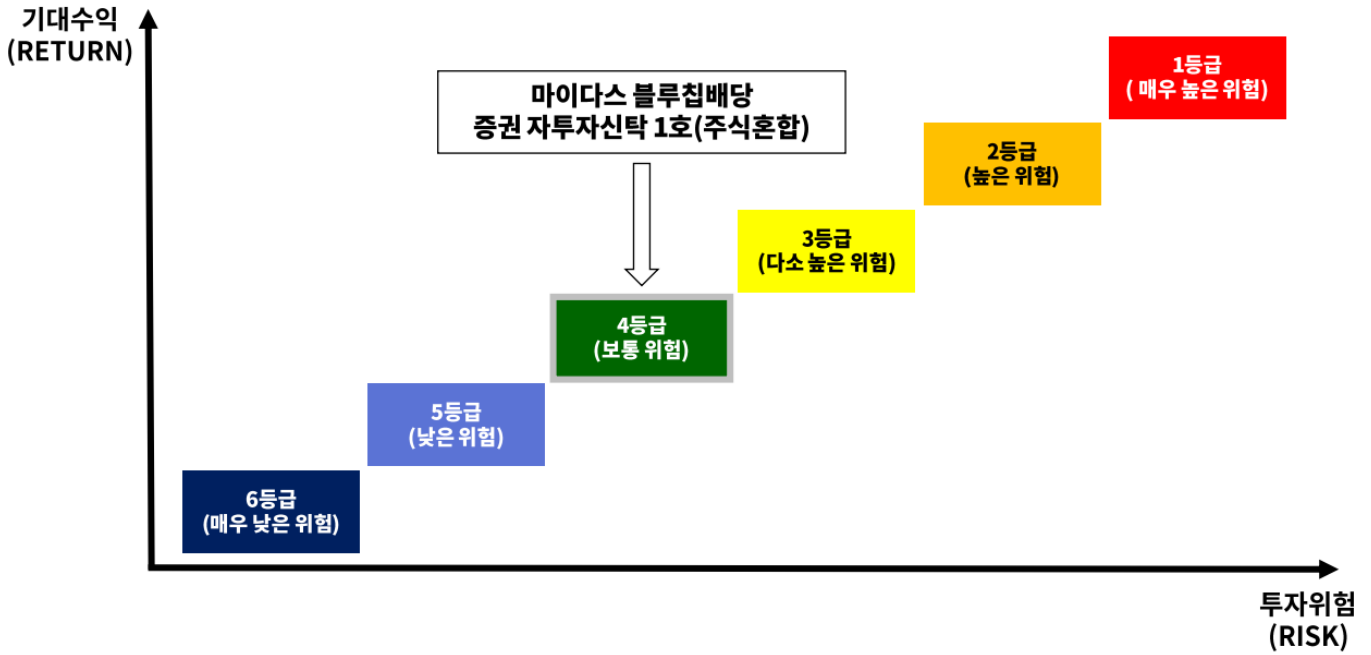 기대수익
(RETURN)
마이다스 블루칩배당
증권 자투자신탁 1호(주식혼합)
1등급
( 매우 높은 위험)
2등급
(높은 위험)
3등급
(다소 높은 위험)
4등급
(보통 위험)
5등급
(낮은 위험)
6등급
(매우 낮은 위험)
투자위험
(RISK)